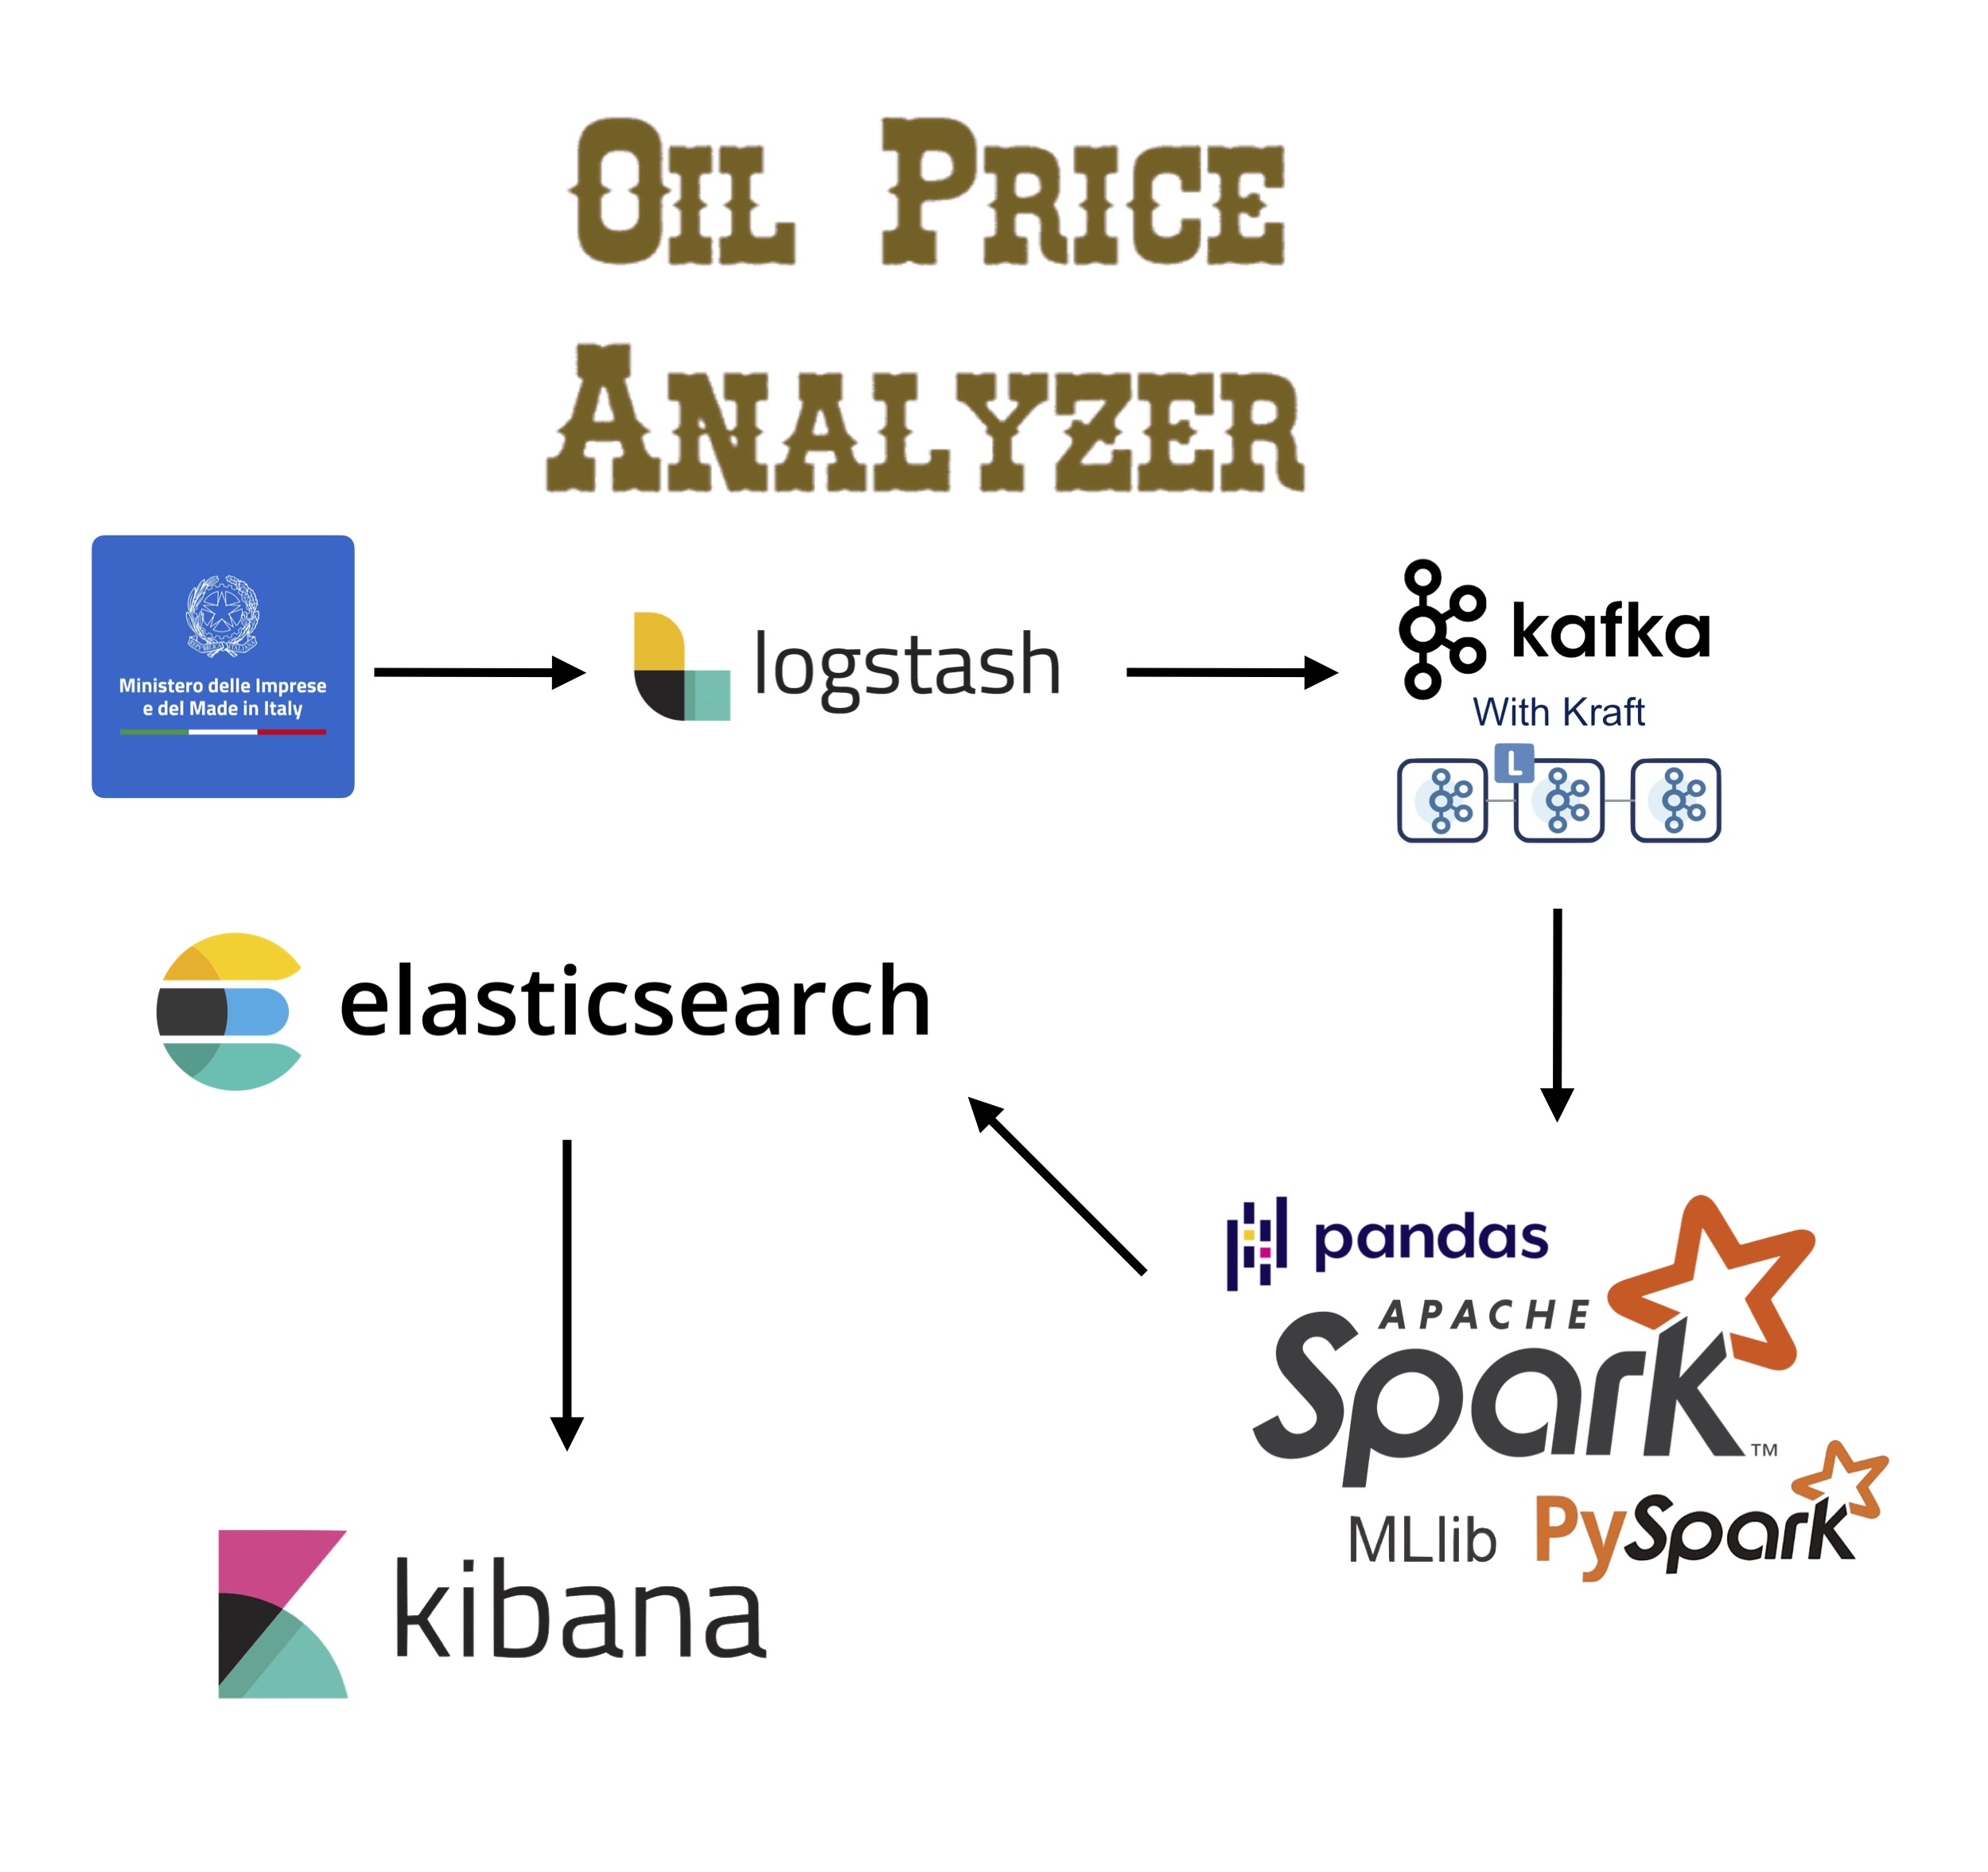 Oil Price
Analyzer
Ministero delle Imprese
e del Made in Italy
logstash
kafka
With Kraft
L
elasticsearch
pandas
APACHE
Spark™
MLlib
PySpark
kibana